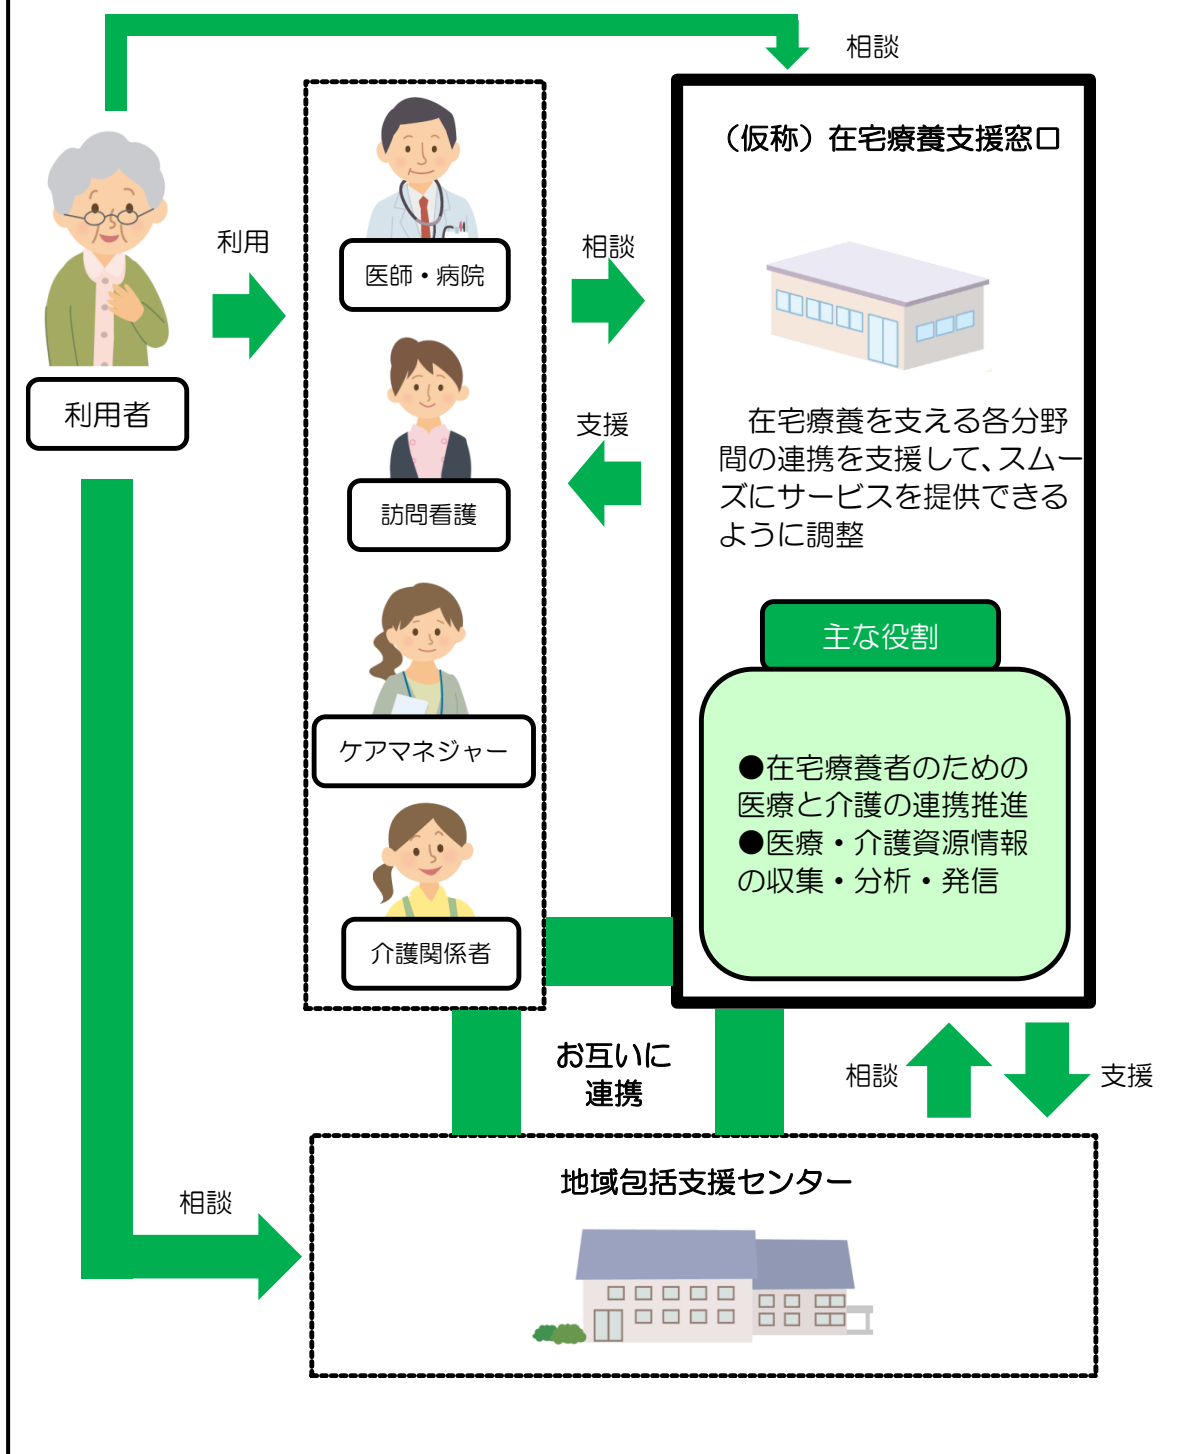 相談
（仮称）在宅療養支援窓口
利用
相談
医師・病院
利用者
支援
訪問看護
在宅療養を支える各分野
間の連携を支援して、スムー
ズにサービスを提供できる
ように調整
主な役割
ケアマネジャー
●在宅療養者のための
医療と介護の連携推進
●医療・介護資源情報
の収集・分析・発信
介護関係者
お互いに
連携
相談
支援
地域包括支援センター
相談